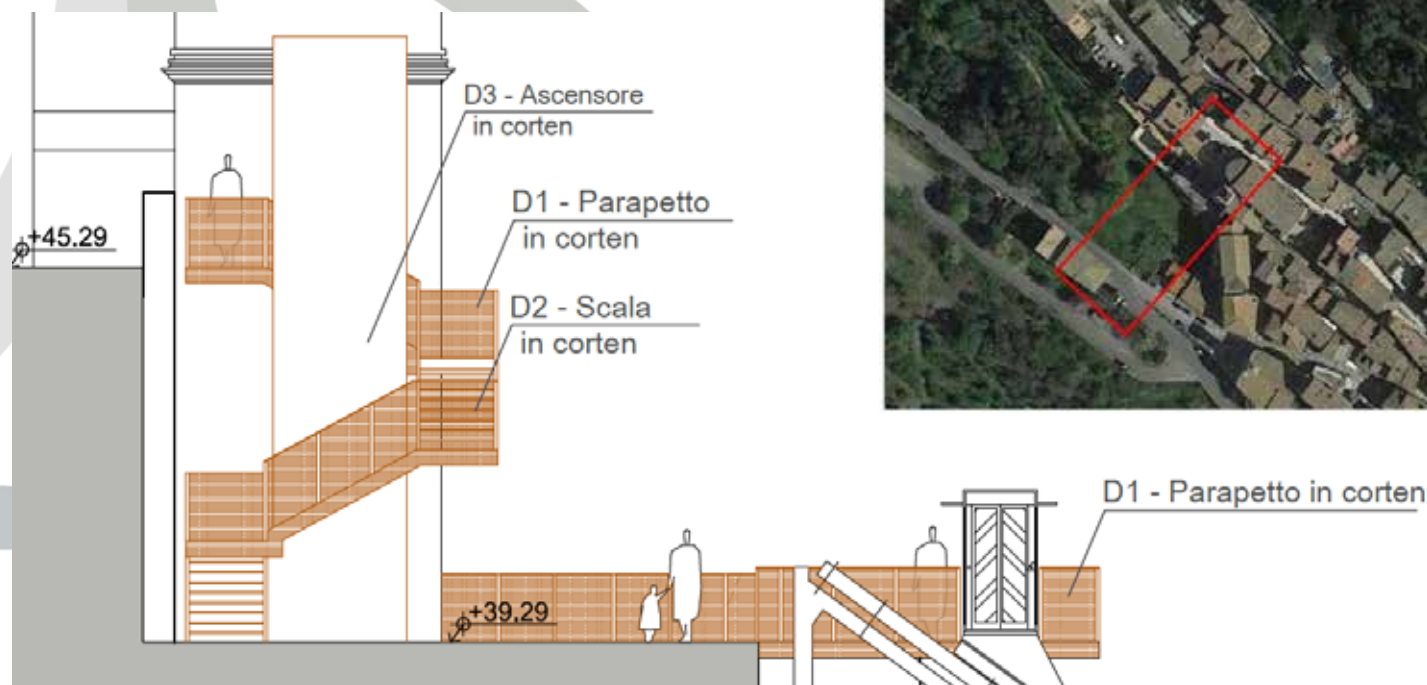 D3 - Ascensore
in corten
D1 - Parapetto
in corten
+45.29
D2 - Scala
in corten
D1 - Parapetto in corten
+39,29